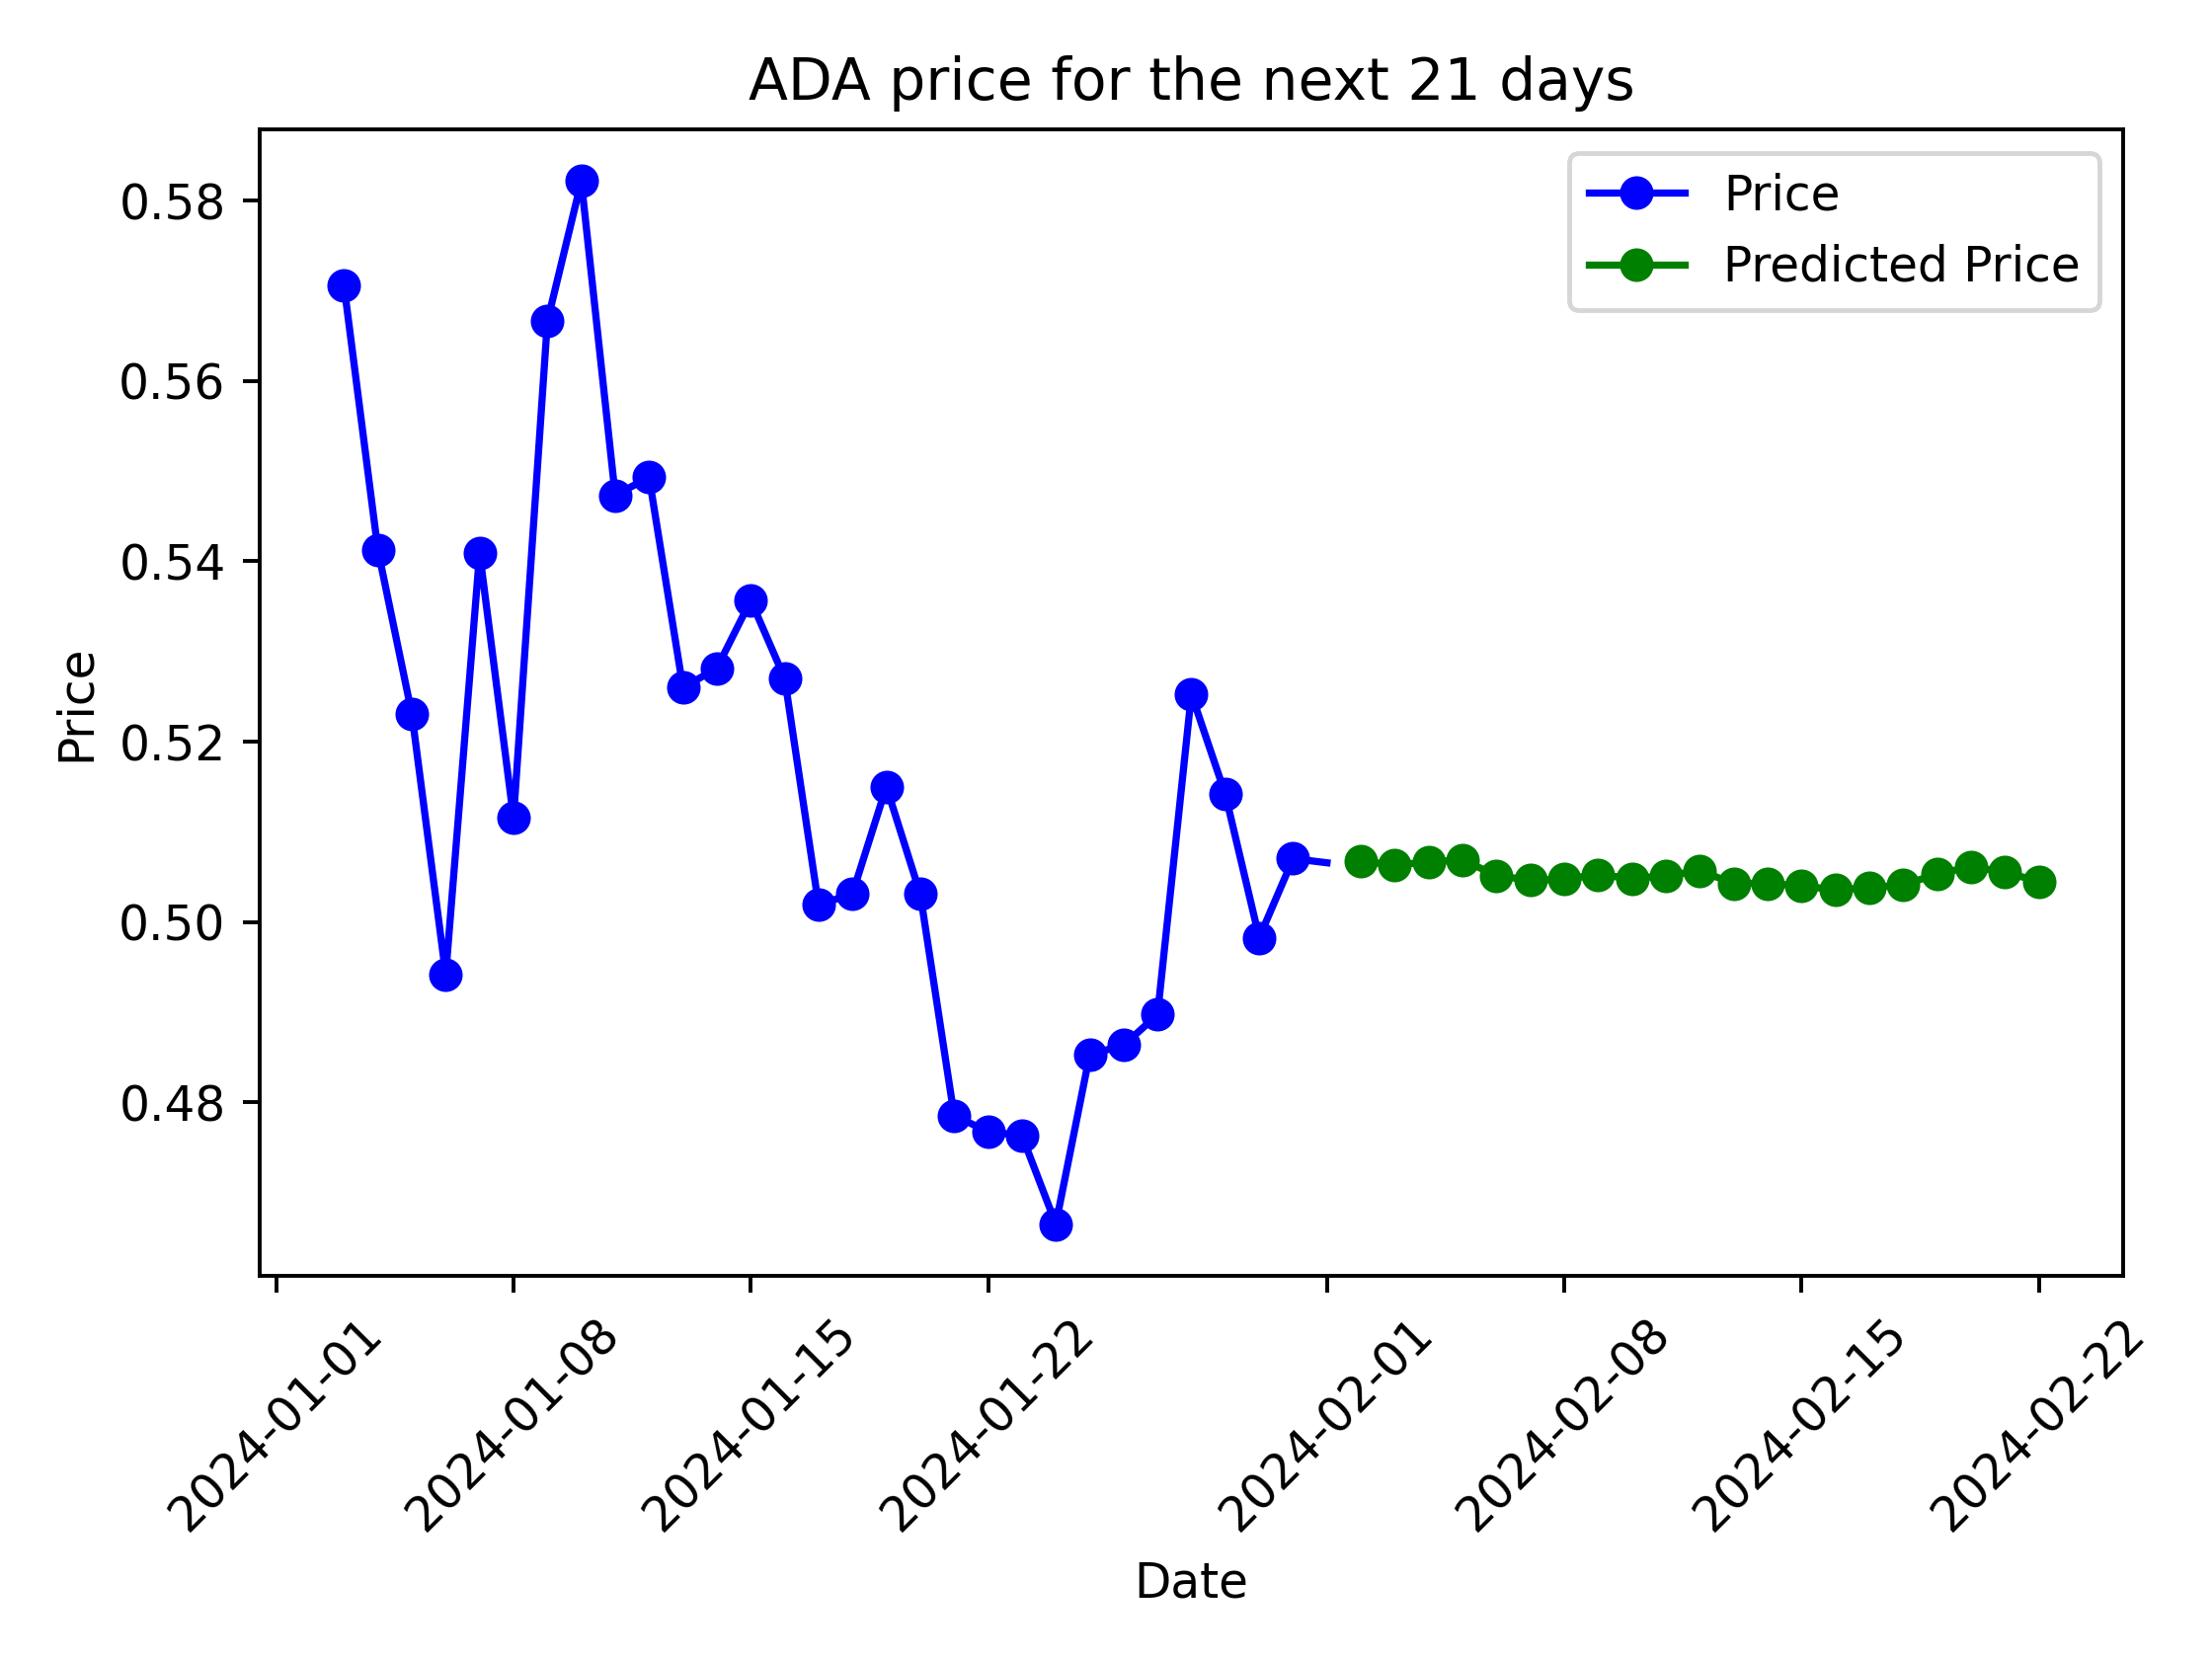 ADA price for the next 21 days
Price
Predicted Price
0.58
0.56
0.54
0.52
0.50
0.48
Price
2024-01-01
2024-01-08
2024-01-15
2024-01-22
2024-02-01
2024-02-08
2024-02-15
2024-02-22
Date